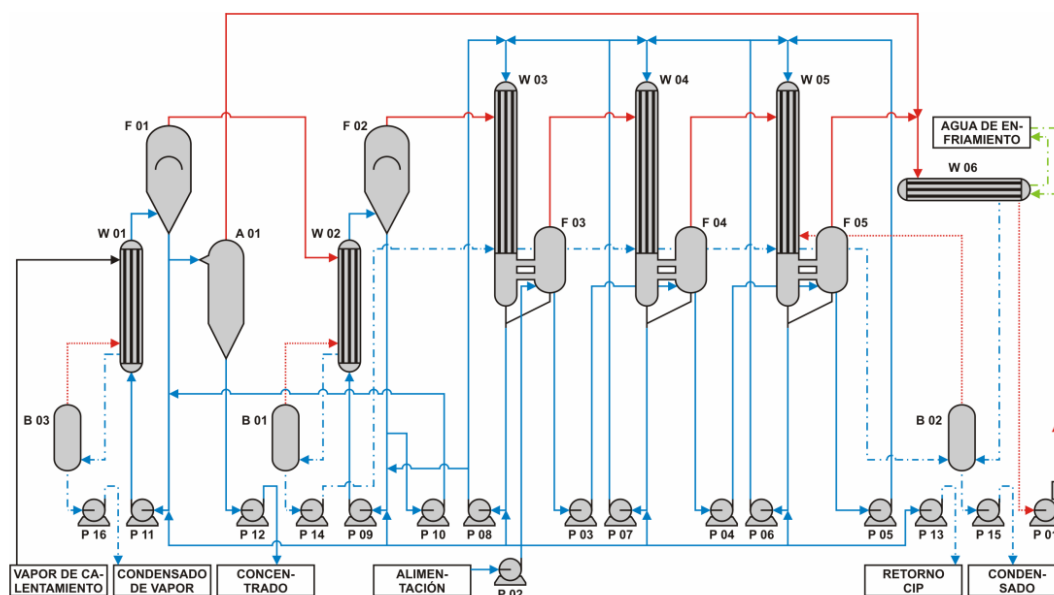 W 03
W 04
W 05
F 01
F 02
AGUA DE EN-
FRIAMIENTO
W 06
W 01
A 01
W 02
F 03
F 04
F 05
B 03
B 01
B 02
P 16
P 11
P 12
P 14
P 09
P 10
P 08
P 03
P 07
P 04
P 06
P 05
P 13
P 15
P 01
VAPOR DE CA-
LENTAMIENTO
CONDENSADO
DE VAPOR
CONCEN-
TRADO
ALIMEN-
TACIÓN
P 02
RETORNO
CIP
CONDEN-
SADO